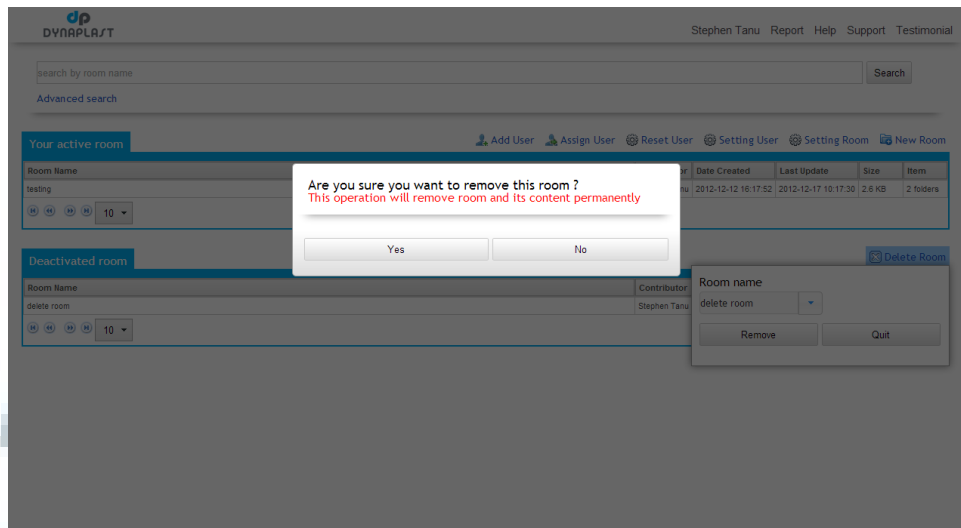 dp
DYNAPLAST
Stephen Tanu Report Help Support Testimonial
search by room name
Search
Advanced search
Your active room
Add User Assign User Reset User Setting User Setting Room New Room
Room Name
or Date Created Last Update Size Item
testing
nu 2012-12-12 16:17:52 2012-12-17 10:17:30 2.6 KB 2 folders
10
Are you sure you want to remove this room ?
This operation will remove room and its content permanently
Yes No
Deactivated room
Delete Room
Room Name Contributor
delete room Stephen Tanu
10
Room name
delete room
Remove Quit